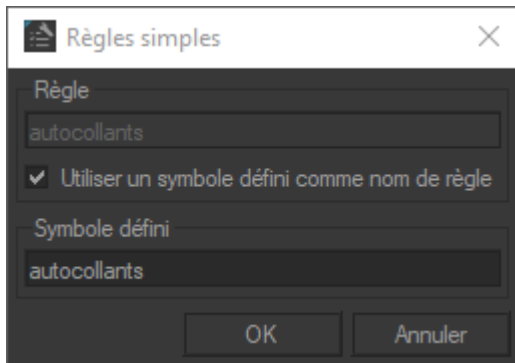 Règles simples
Règle
autocollants
Utiliser un symbole défini comme nom de règle
Symbole défini
autocollants
OK
Annuler